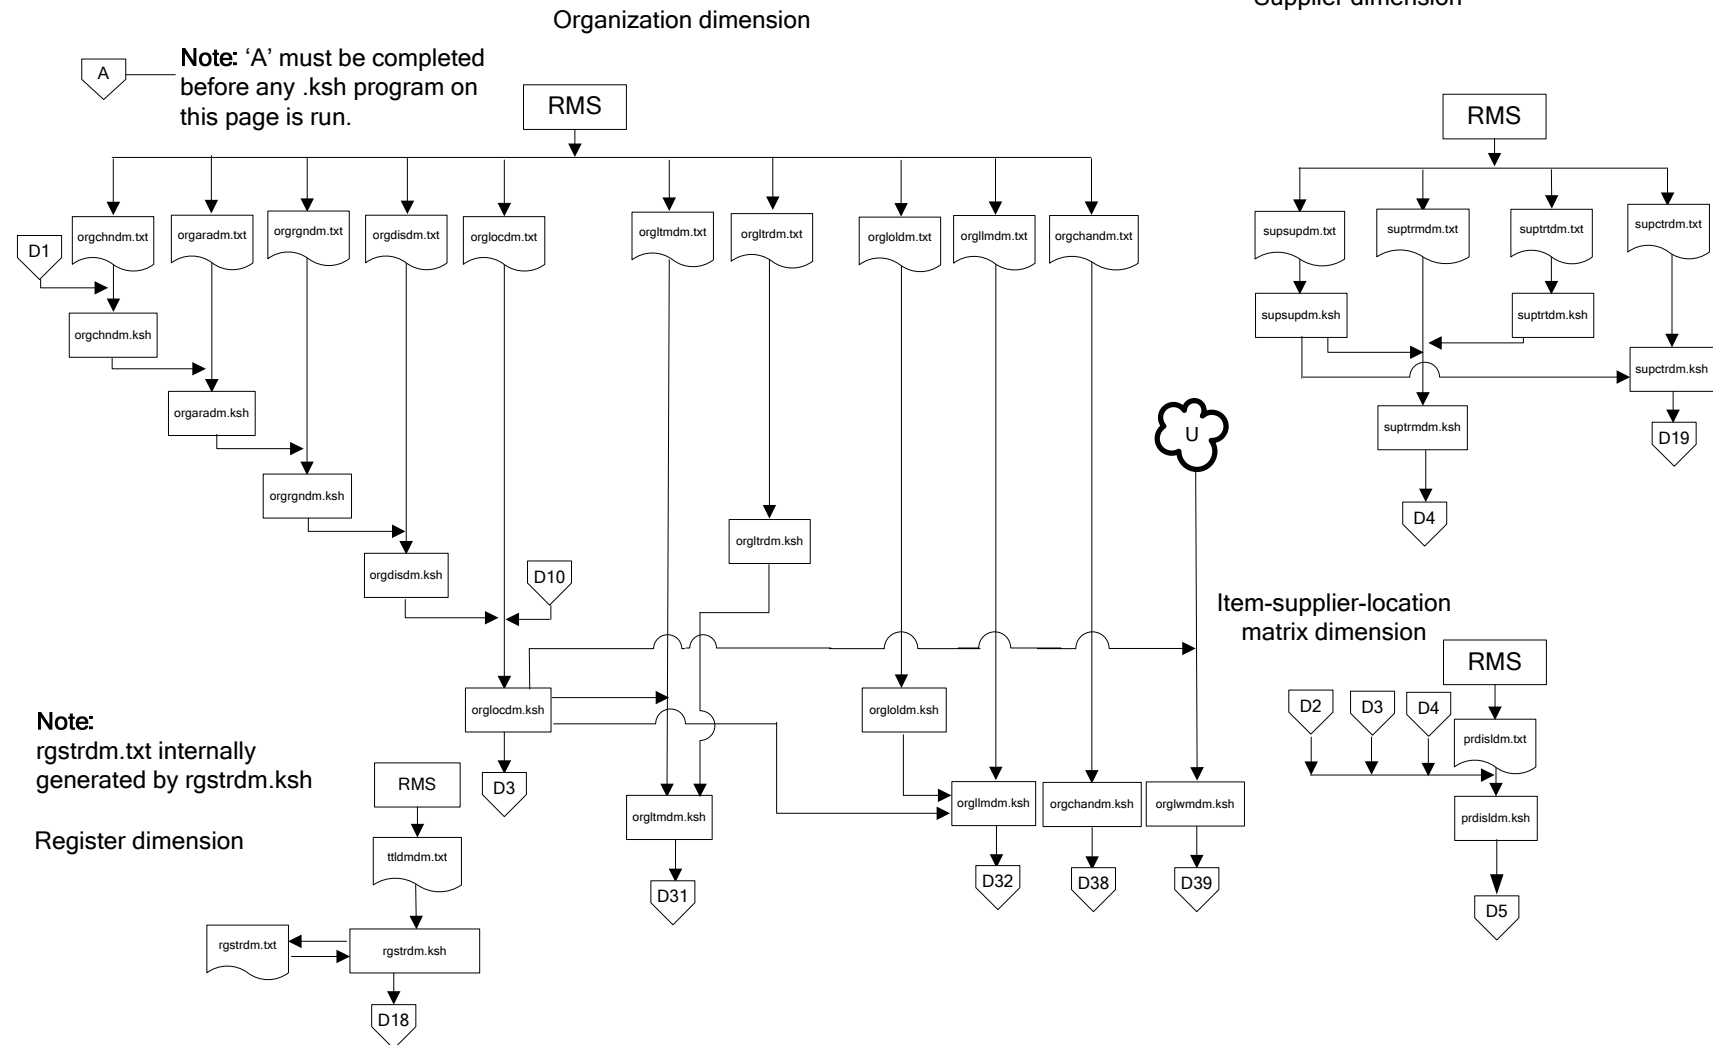 Organization dimension
Supplier dimension
A
Note: ‘A’ must be completed
before any .ksh program on
this page is run.
RMS
RMS
orgchndm.txt
orgaradm.txt
orgrgndm.txt
orgdisdm.txt
orglocdm.txt
orgltmdm.txt
orgltrdm.txt
orgloldm.txt
orgllmdm.txt
orgchandm.txt
supsupdm.txt
suptrmdm.txt
suptrtdm.txt
supctrdm.txt
D1
orgchndm.ksh
supsupdm.ksh
suptrtdm.ksh
supctrdm.ksh
orgaradm.ksh
suptrmdm.ksh
U
D19
orgrgndm.ksh
D4
orgltrdm.ksh
orgdisdm.ksh
D10
Item-supplier-location
matrix dimension
RMS
orglocdm.ksh
orgloldm.ksh
D2
D3
D4
prdisldm.txt
Note:
rgstrdm.txt internally
generated by rgstrdm.ksh
RMS
D3
orgltmdm.ksh
orgllmdm.ksh
orgchandm.ksh
orglwmdm.ksh
prdisldm.ksh
Register dimension
ttldmdm.txt
D31
D32
D38
D39
D5
rgstrdm.txt
rgstrdm.ksh
D18